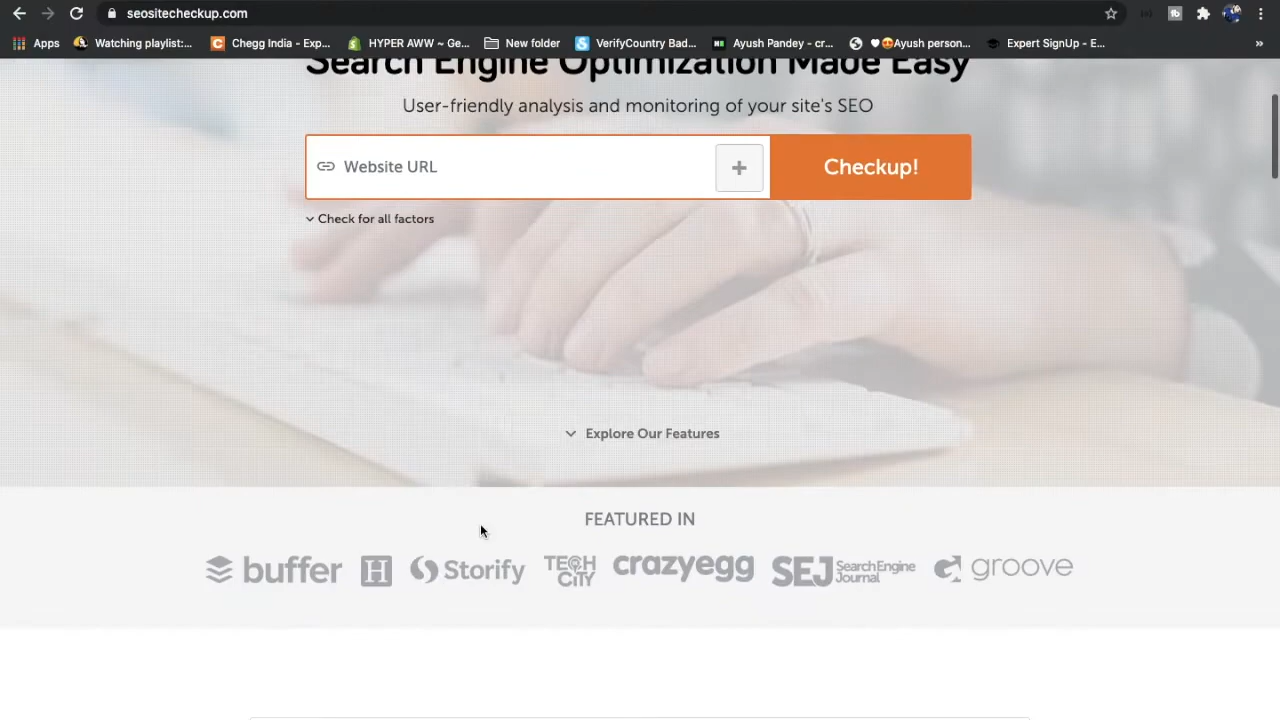 seositecheckup.com
Apps
Watching playlist:...
Chegg India - Exp...
HYPER AWW ~ Ge...
New folder
VerifyCountry Bad...
Ayush Pandey - cr...
♥😍Ayush person...
Expert SignUp - E...
»
Search Engine Optimization Made Easy
User-friendly analysis and monitoring of your site's SEO
Website URL
+
Checkup!
Check for all factors
Explore Our Features
FEATURED IN
buffer
H
Storify
TECH CITY
crazyegg
SEJ Search Engine Journal
groove